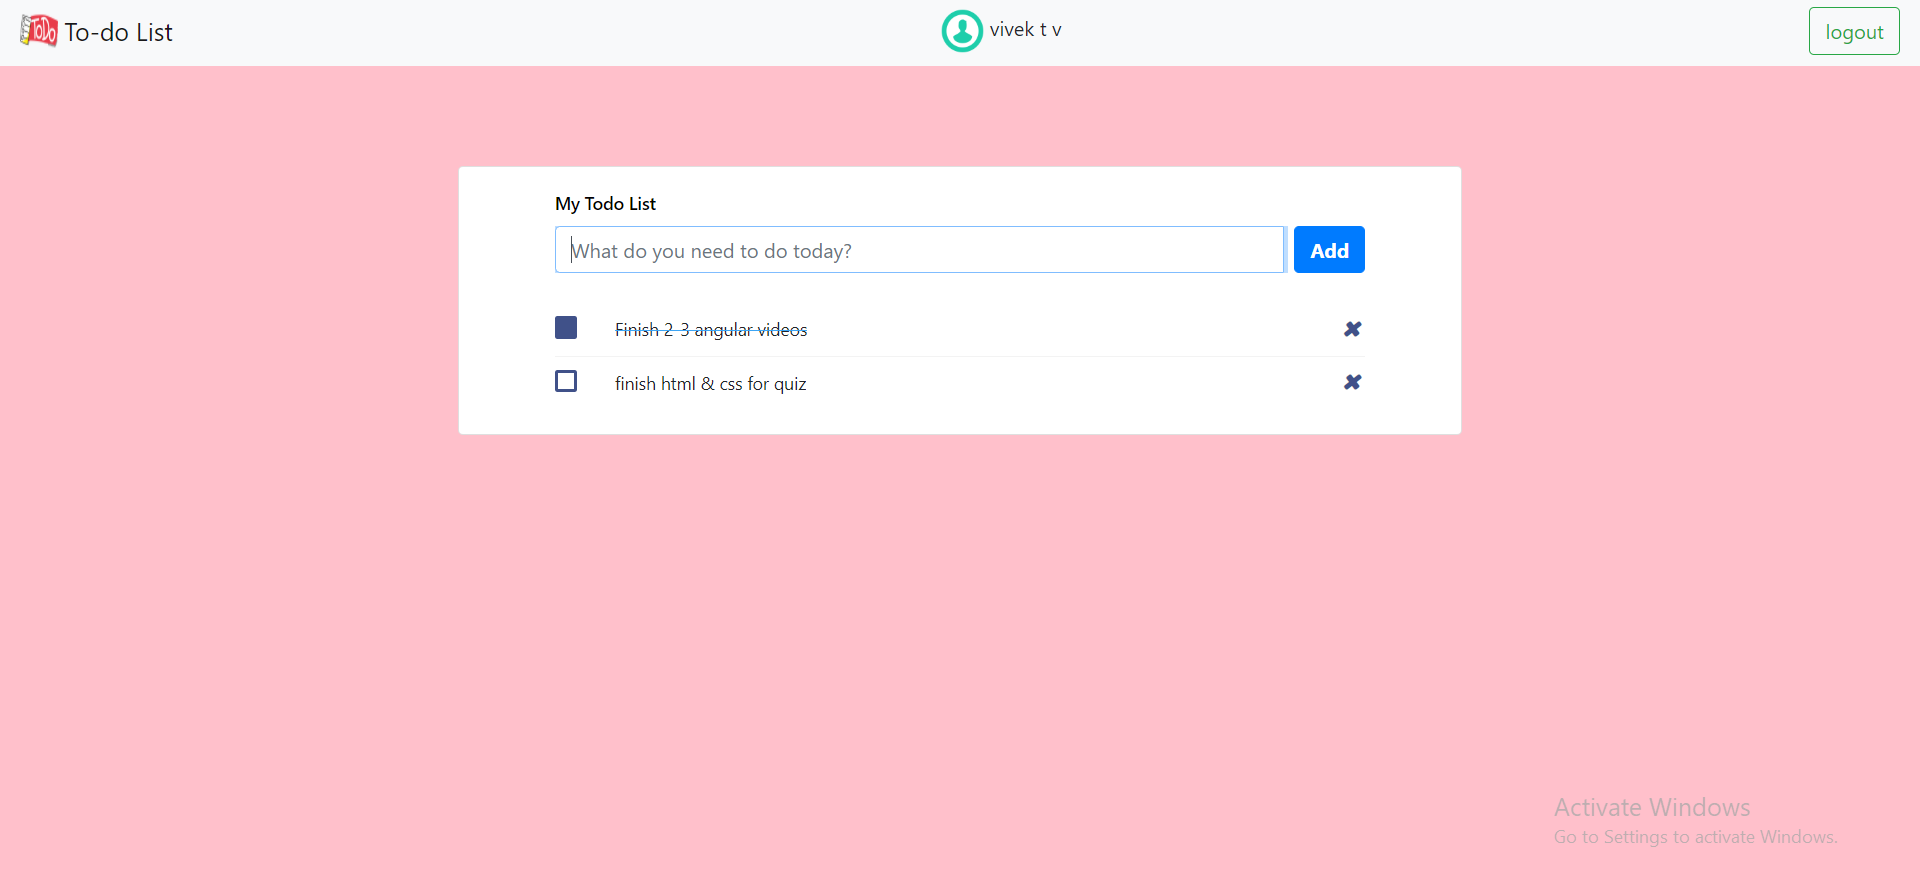 ToDo To-do List
vivek t v
logout
My Todo List
What do you need to do today?
Add
Finish 2-3 angular videos
finish html & css for quiz
Activate Windows
Go to Settings to activate Windows.